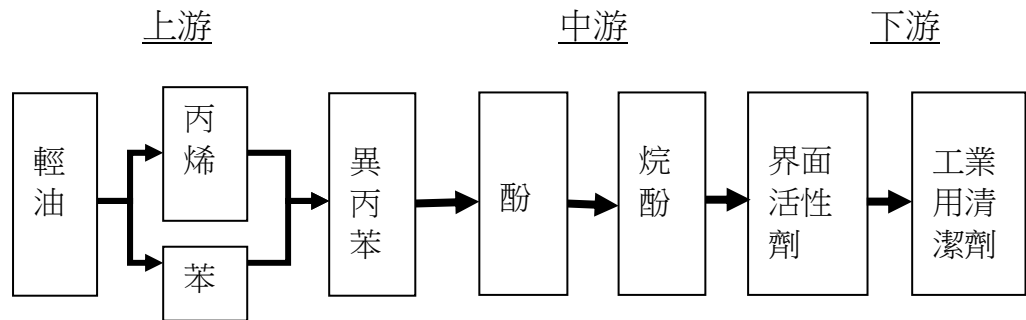 上游
中游
下游
輕
油
丙
烯
苯
異
丙
苯
酚
烷
酚
界面
活性
劑
工業
用清
潔劑